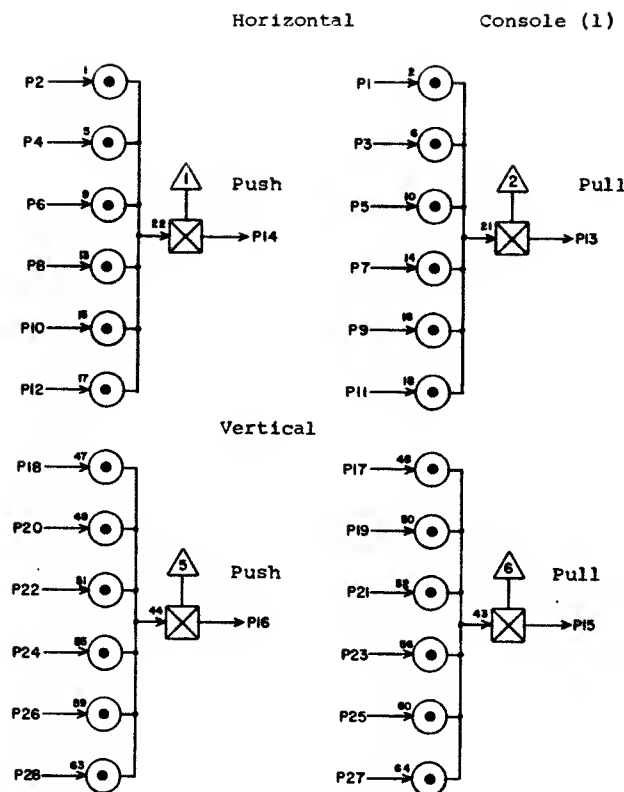 Horizontal Console (1)
P2 1 P1 2
P4 5 P3 6
1 2
P6 9 Push P5 10 Pull
22 P14 21 P13
P8 13 P7 14
P10 15 P9 16
P12 17 P11 18
Vertical
P18 47 P17
P20 P19 50
5 6
P22 51 Push P21 52 Pull
44 P16 43 P15
P24 55 P23 56
P26 59 P25 60
P28 63 P27 64